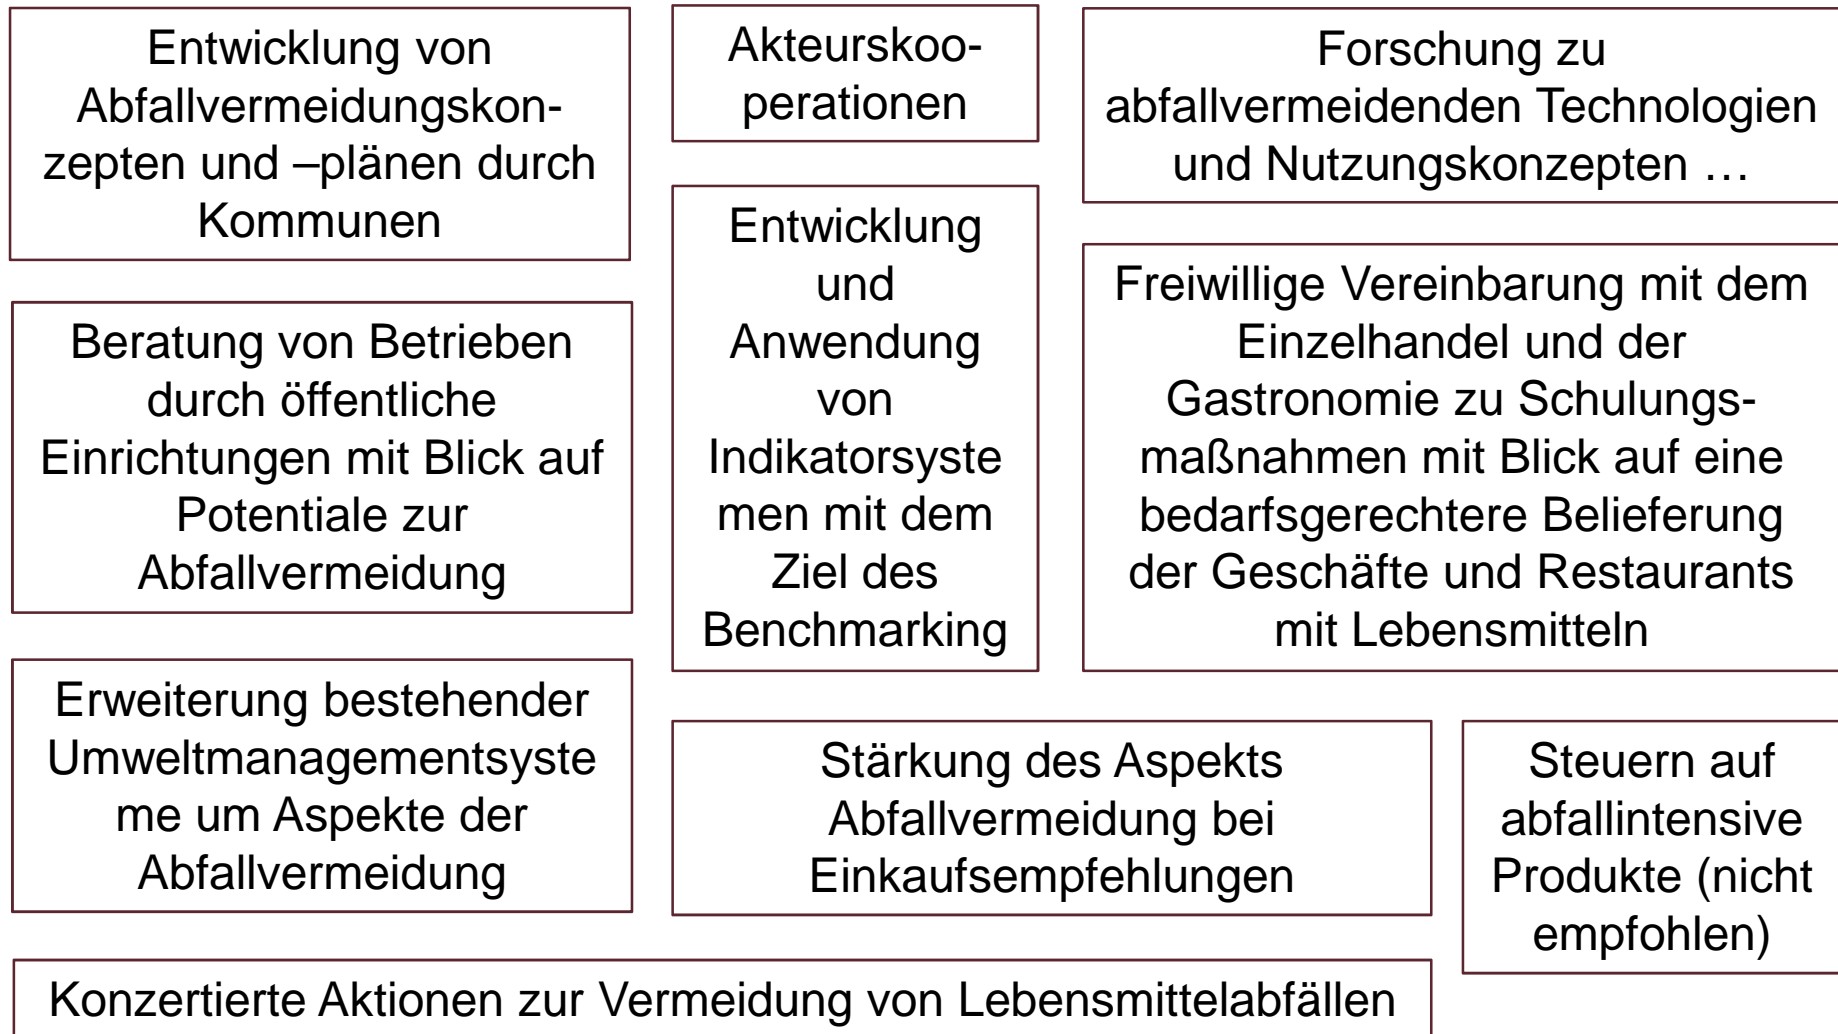 Entwicklung von
Abfallvermeidungskon-
zepten und –plänen durch
Kommunen
Beratung von Betrieben
durch öffentliche
Einrichtungen mit Blick auf
Potentiale zur
Abfallvermeidung
Erweiterung bestehender
Umweltmanagementsyste
me um Aspekte der
Abfallvermeidung
Akteurskoo-
perationen
Entwicklung
und
Anwendung
von
Indikatorsyste
men mit dem
Ziel des
Benchmarking
Forschung zu
abfallvermeidenden Technologien
und Nutzungskonzepten …
Freiwillige Vereinbarung mit dem
Einzelhandel und der
Gastronomie zu Schulungs-
maßnahmen mit Blick auf eine
bedarfsgerechtere Belieferung
der Geschäfte und Restaurants
mit Lebensmitteln
Stärkung des Aspekts
Abfallvermeidung bei
Einkaufsempfehlungen
Steuern auf
abfallintensive
Produkte (nicht
empfohlen)
Konzertierte Aktionen zur Vermeidung von Lebensmittelabfällen